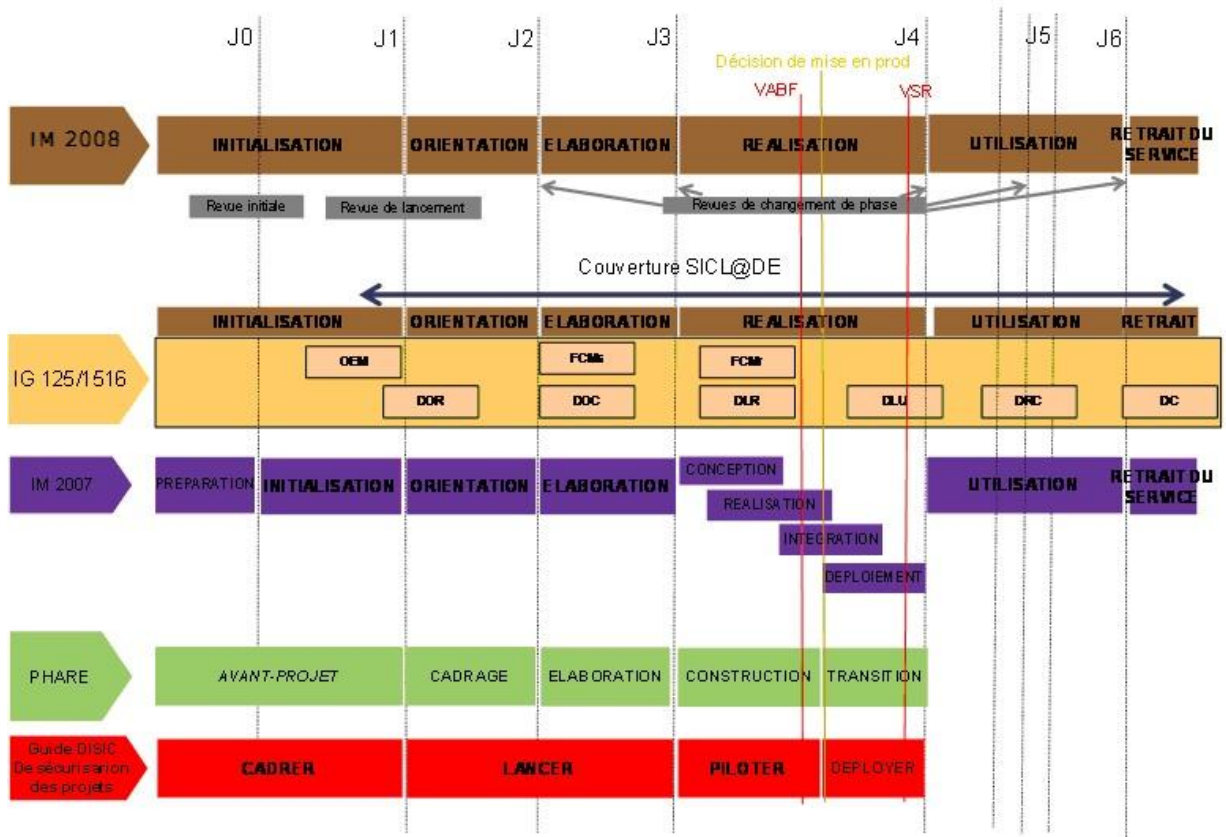 J0
J1
J2
J3
J4
J5
J6
Décision de mise en prod
VABF
VSR
IM 2008
INITIALISATION
ORIENTATION
ELABORATION
REALISATION
UTILISATION
RETRAIT DU
SERVICE
Revue initiale
Revue de lancement
Revues de changement de phase
Couverture SICL@DE
INITIALISATION
ORIENTATION
ELABORATION
REALISATION
UTILISATION
RETRAIT
IG 125/1516
OEM
FCMs
FCMr
DOR
DOC
DLR
DLU
DRC
DC
IM 2007
PREPARATION
INITIALISATION
ORIENTATION
ELABORATION
CONCEPTION
REALISATION
INTEGRATION
DEPLOIEMENT
UTILISATION
RETRAIT DU
SERVICE
PHARE
AVANT-PROJET
CADRAGE
ELABORATION
CONSTRUCTION
TRANSITION
Guide DISIC
De sécurisation
des projets
CADRER
LANCER
PILOTER
DEPLOYER